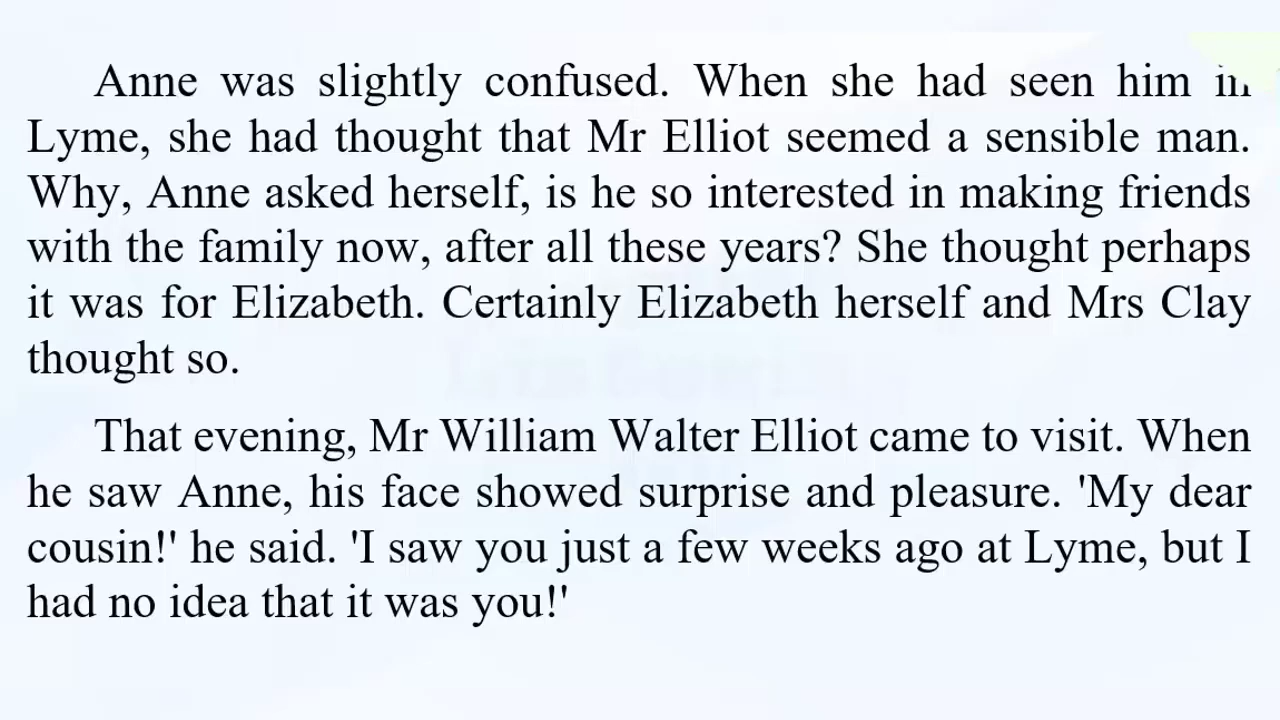 Anne was slightly confused. When she had seen him in
Lyme, she had thought that Mr Elliot seemed a sensible man.
Why, Anne asked herself, is he so interested in making friends
with the family now, after all these years? She thought perhaps
it was for Elizabeth. Certainly Elizabeth herself and Mrs Clay
thought so.
That evening, Mr William Walter Elliot came to visit. When
he saw Anne, his face showed surprise and pleasure. 'My dear
cousin!' he said. 'I saw you just a few weeks ago at Lyme, but I
had no idea that it was you!'